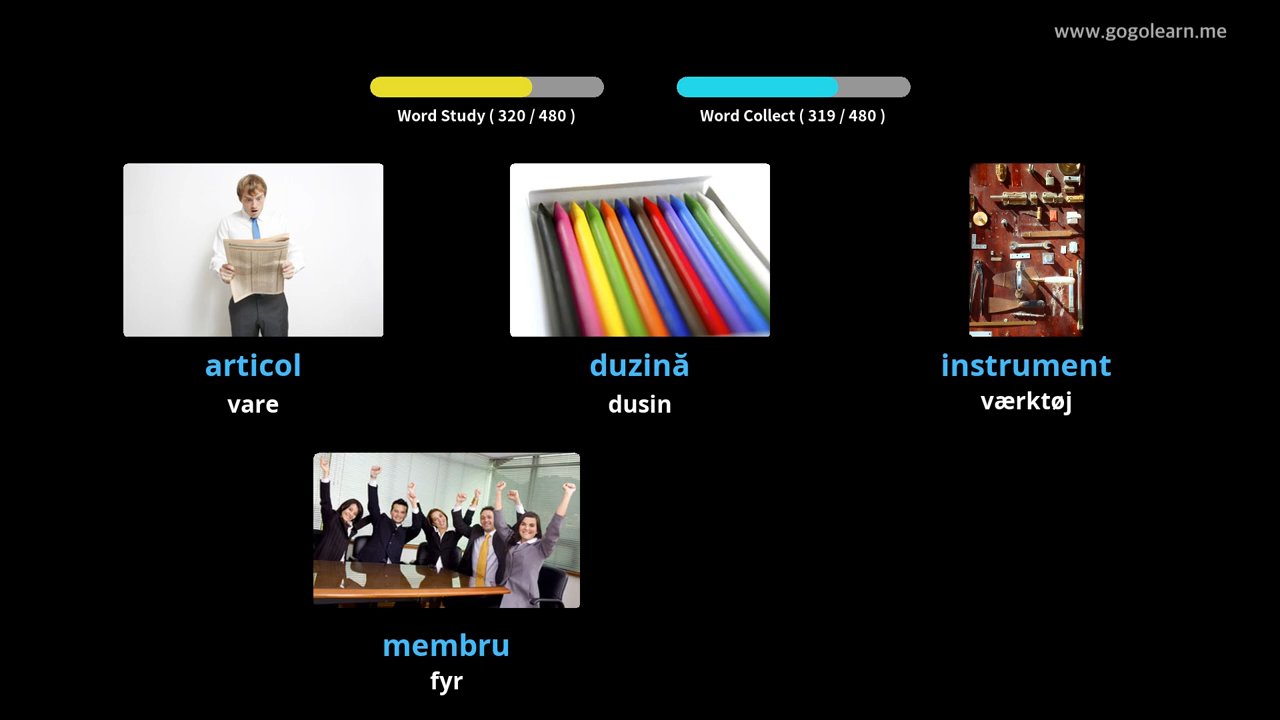 www.gogolearn.me
Word Study ( 320 / 480 )
Word Collect ( 319 / 480 )
articol
vare
duzină
dusin
instrument
værktøj
membru
fyr